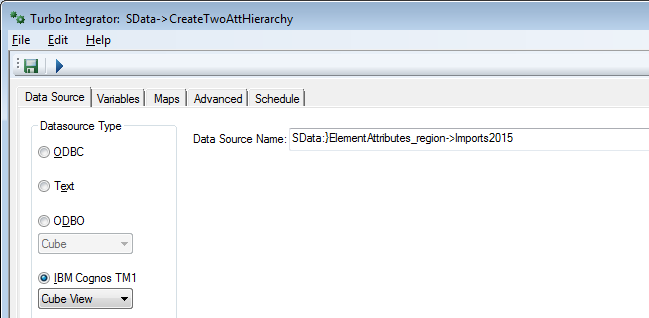 Turbo Integrator: SData->CreateTwoAttHierarchy
File Edit Help
Data Source Variables Maps Advanced Schedule
Datasource Type
Data Source Name: SData:}ElementAttributes_region->Imports2015
ODBC
Text
ODBO
Cube
IBM Cognos TM1
Cube View